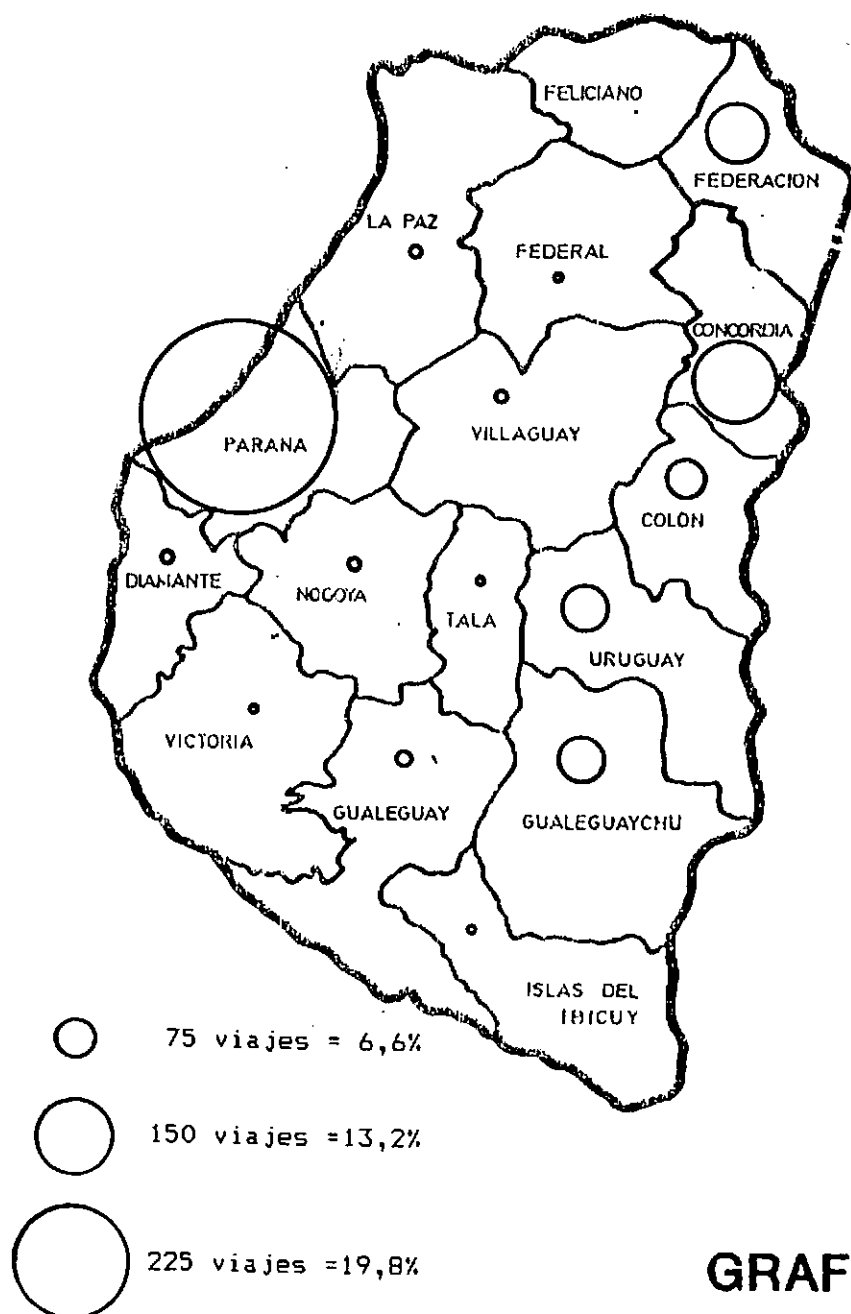 FELICIANO
FEDERACION
LA PAZ
FEDERAL
CONCORDIA
PARANA
VILLAGUAY
COLON
DIAMANTE
NOGOYA
TALA
URUGUAY
VICTORIA
GUALEGUAY
GUALEGUAYCHU
ISLAS DEL
IBICUY
75 viajes = 6,6%
150 viajes =13,2%
225 viajes =19,8%
GRAF